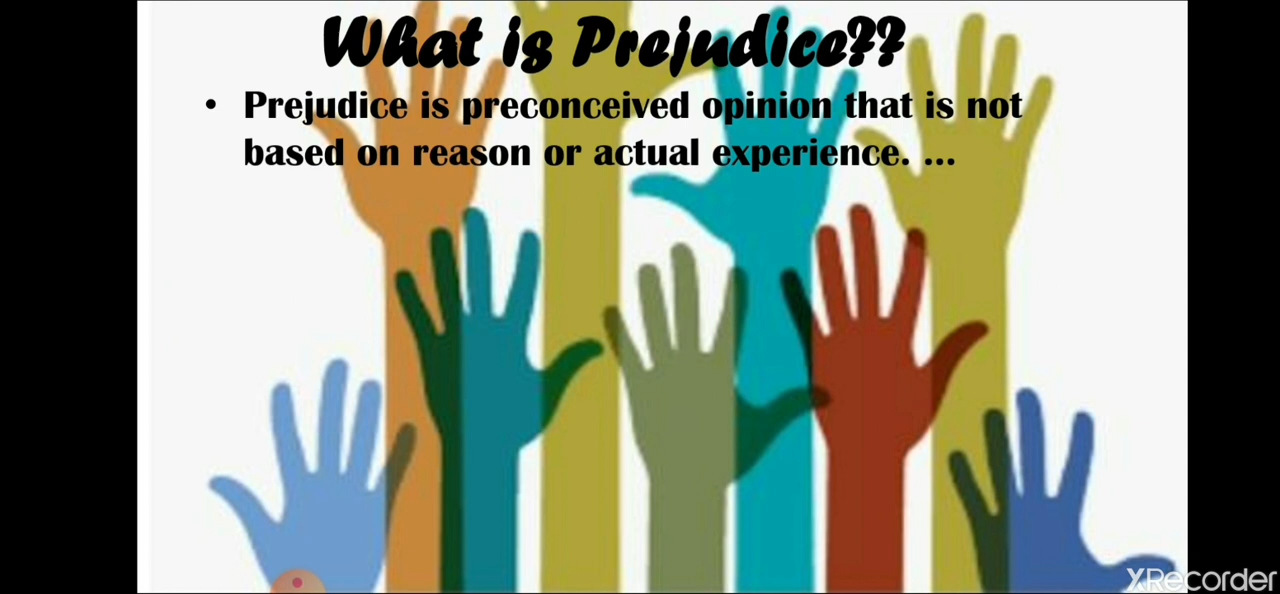 What is Prejudice??
• Prejudice is preconceived opinion that is not
based on reason or actual experience. ...
XRecorder